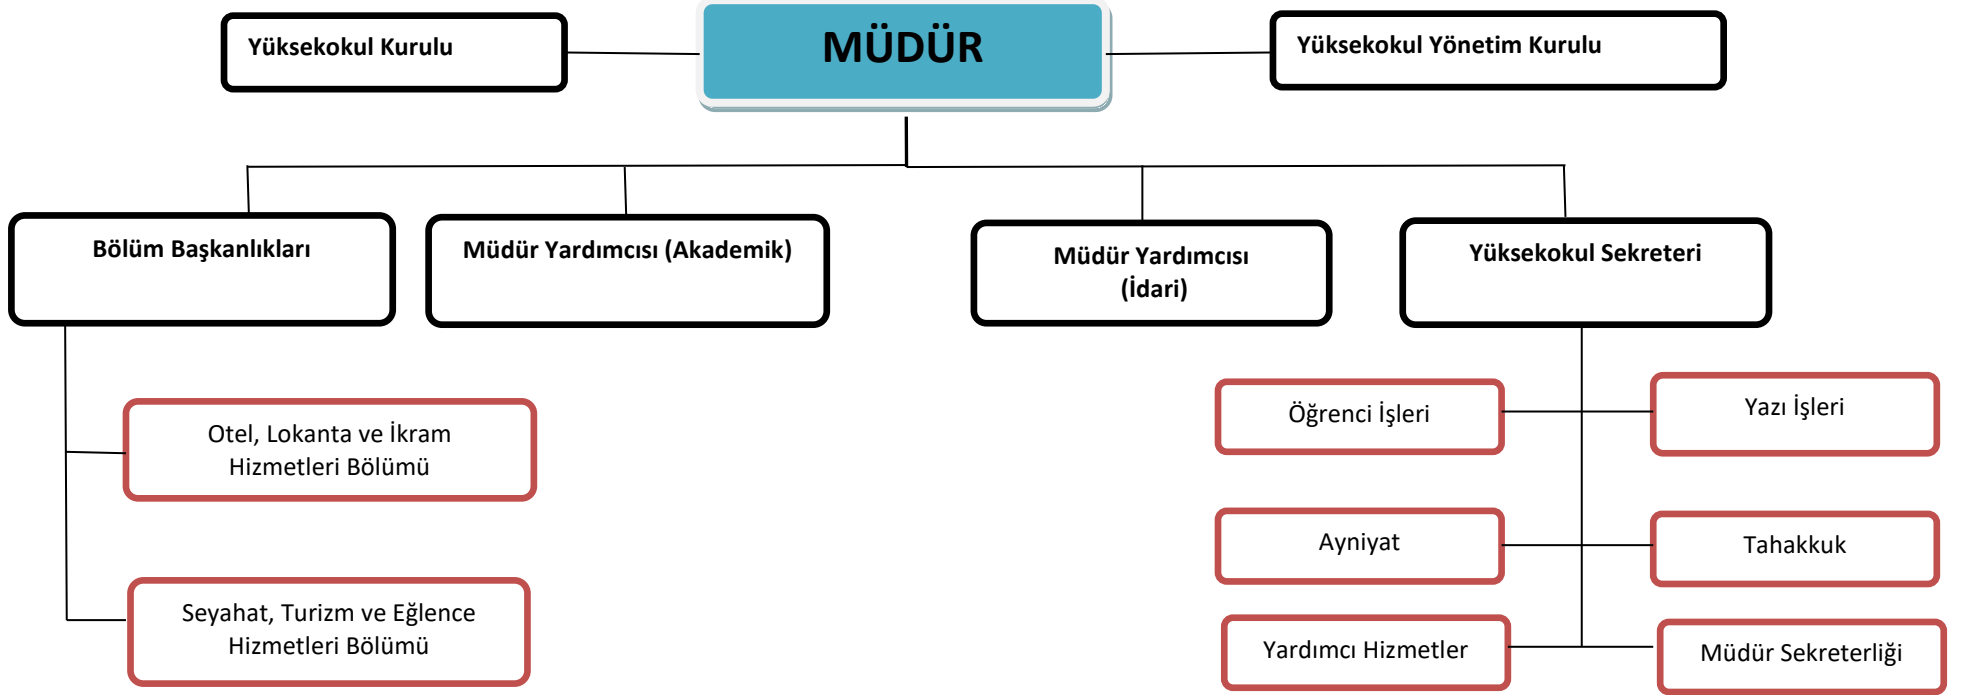 Yüksekokul Kurulu
MÜDÜR
Yüksekokul Yönetim Kurulu
Bölüm Başkanlıkları
Müdür Yardımcısı (Akademik)
Müdür Yardımcısı
(İdari)
Yüksekokul Sekreteri
Otel, Lokanta ve İkram
Hizmetleri Bölümü
Seyahat, Turizm ve Eğlence
Hizmetleri Bölümü
Öğrenci İşleri
Yazı İşleri
Ayniyat
Tahakkuk
Yardımcı Hizmetler
Müdür Sekreterliği